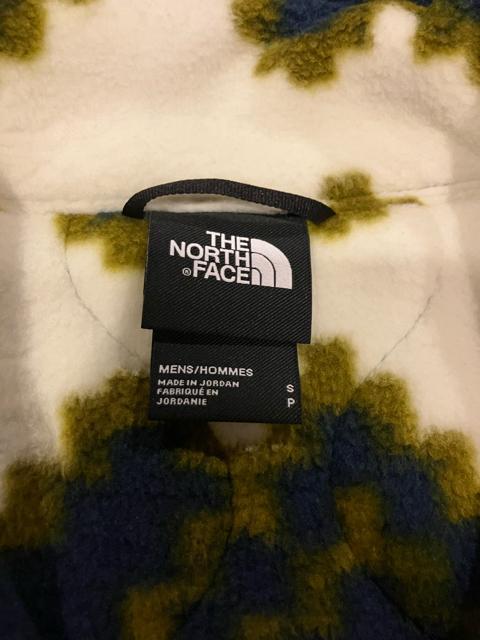 THE
NORTH
®FACE
MENS/HOMMES
MADE IN JORDAN
FABRIQUÉ EN
JORDANIE
S
P